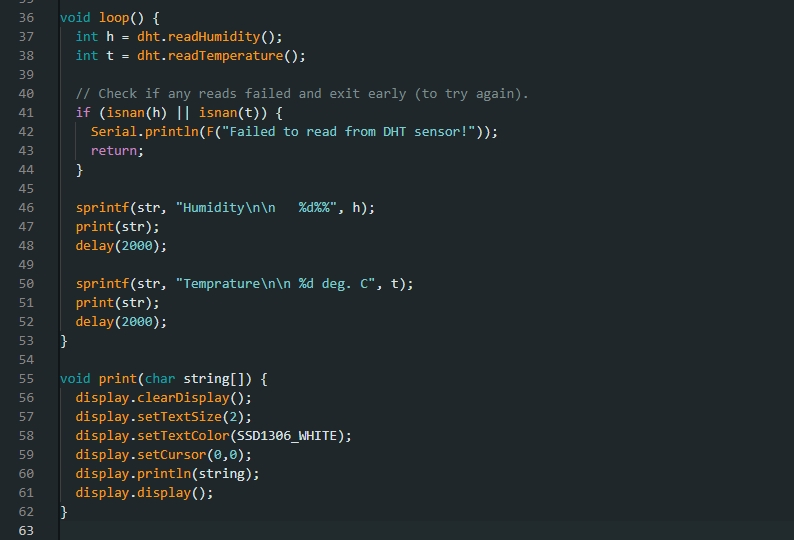 36 void loop() {
37   int h = dht.readHumidity();
38   int t = dht.readTemperature();
39
40   // Check if any reads failed and exit early (to try again).
41   if (isnan(h) || isnan(t)) {
42     Serial.println(F("Failed to read from DHT sensor!"));
43     return;
44   }
45
46   sprintf(str, "Humidity\n\n   %d%%", h);
47   print(str);
48   delay(2000);
49
50   sprintf(str, "Temprature\n\n %d deg. C", t);
51   print(str);
52   delay(2000);
53 }
54
55 void print(char string[]) {
56   display.clearDisplay();
57   display.setTextSize(2);
58   display.setTextColor(SSD1306_WHITE);
59   display.setCursor(0,0);
60   display.println(string);
61   display.display();
62 }
63